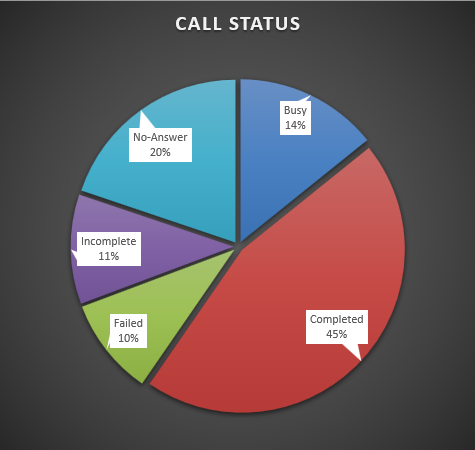 CALL STATUS
Busy
14%
No-Answer
20%
Incomplete
11%
Completed
45%
Failed
10%